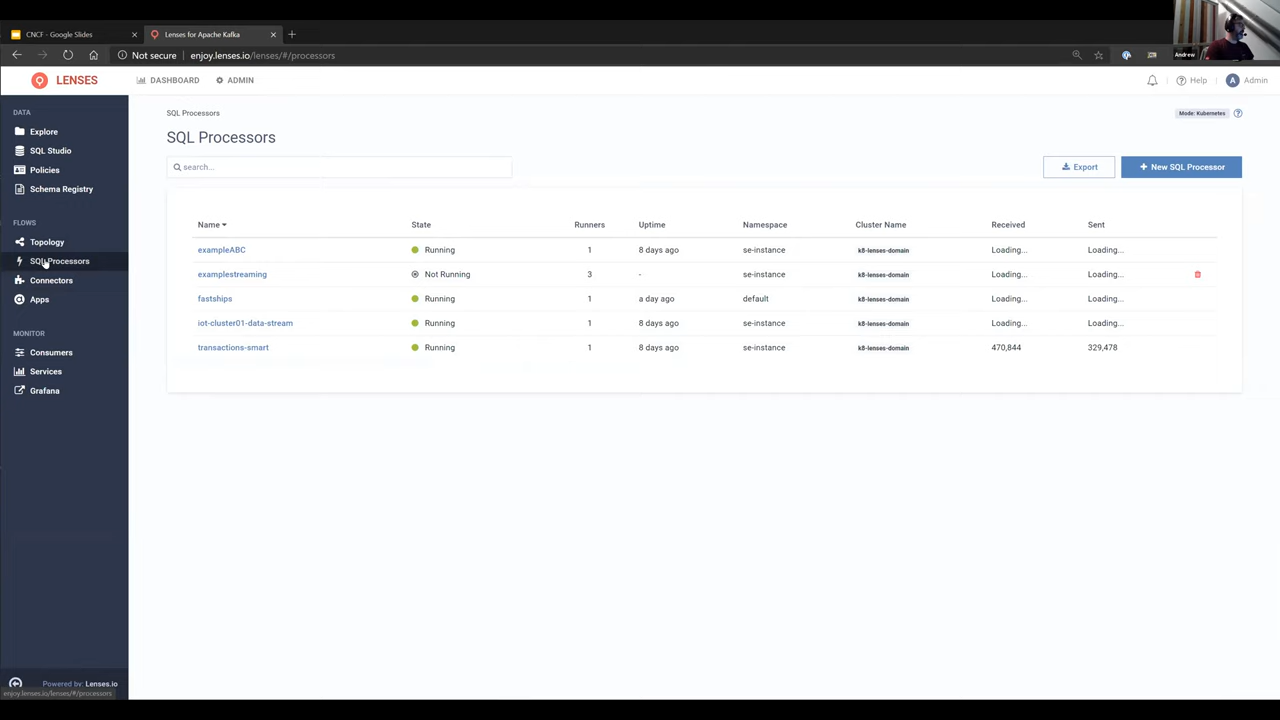 CNCF - Google Slides
Lenses for Apache Kafka
Not secure
enjoy.lenses.io/lenses/#/processors
Andrew
LENSES
DASHBOARD
ADMIN
Help
A
Admin
DATA
Explore
SQL Studio
Policies
Schema Registry
FLOWS
Topology
SQL Processors
Connectors
Apps
MONITOR
Consumers
Services
Grafana
Powered by: Lenses.io
enjoy.lenses.io/lenses/#/processors
SQL Processors
Mode: Kubernetes
SQL Processors
search...
Export
New SQL Processor
Name State Runners Uptime Namespace Cluster Name Received Sent
exampleABC Running 1 8 days ago se-instance k8-lenses-domain Loading... Loading...
examplestreaming Not Running 3 - se-instance k8-lenses-domain Loading... Loading...
fastships Running 1 a day ago default k8-lenses-domain Loading... Loading...
iot-cluster01-data-stream Running 1 8 days ago se-instance k8-lenses-domain Loading... Loading...
transactions-smart Running 1 8 days ago se-instance k8-lenses-domain 470,844 329,478